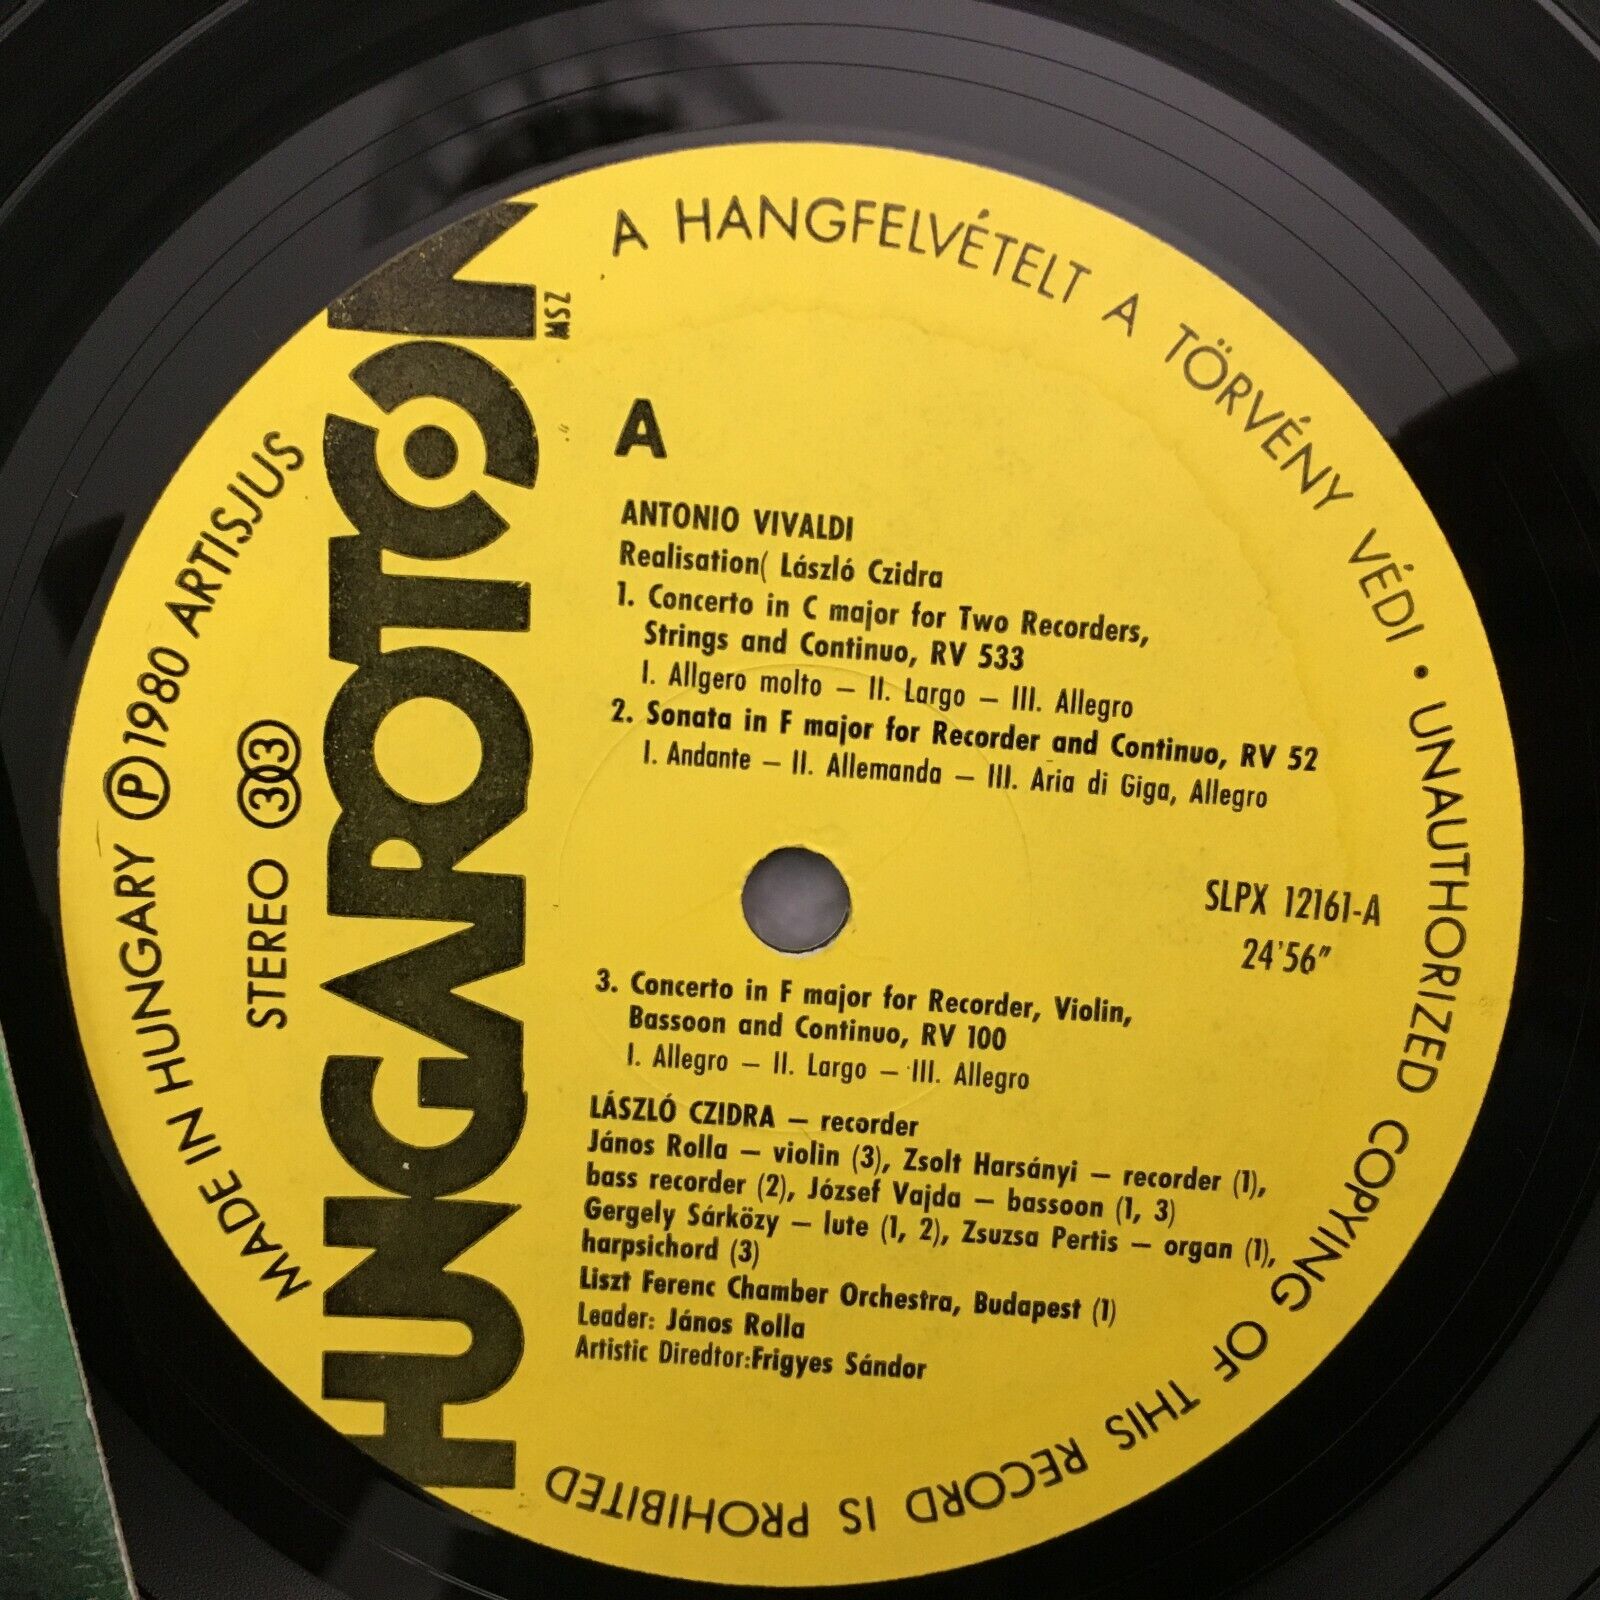 A HANGFELVÉTELT A TÖRVÉNY VÉDI • UNAUTHORIZED COPYING OF THIS RECORD IS PROHIBITED
MADE IN HUNGARY Ⓟ 1980 ARTISJUS
STEREO 33
HUNGAROTON
MSZ
A
ANTONIO VIVALDI
Realisation( László Czidra
1. Concerto in C major for Two Recorders,
Strings and Continuo, RV 533
I. Allgero molto — II. Largo — III. Allegro
2. Sonata in F major for Recorder and Continuo, RV 52
I. Andante — II. Allemanda — III. Aria di Giga, Allegro
SLPX 12161-A
24'56"
3. Concerto in F major for Recorder, Violin,
Bassoon and Continuo, RV 100
I. Allegro — II. Largo — III. Allegro
LÁSZLÓ CZIDRA — recorder
János Rolla — violin (3), Zsolt Harsányi — recorder (1),
bass recorder (2), József Vajda — bassoon (1, 3)
Gergely Sárközy — lute (1, 2), Zsuzsa Pertis — organ (1),
harpsichord (3)
Liszt Ferenc Chamber Orchestra, Budapest (1)
Leader: János Rolla
Artistic Diredtor:Frigyes Sándor